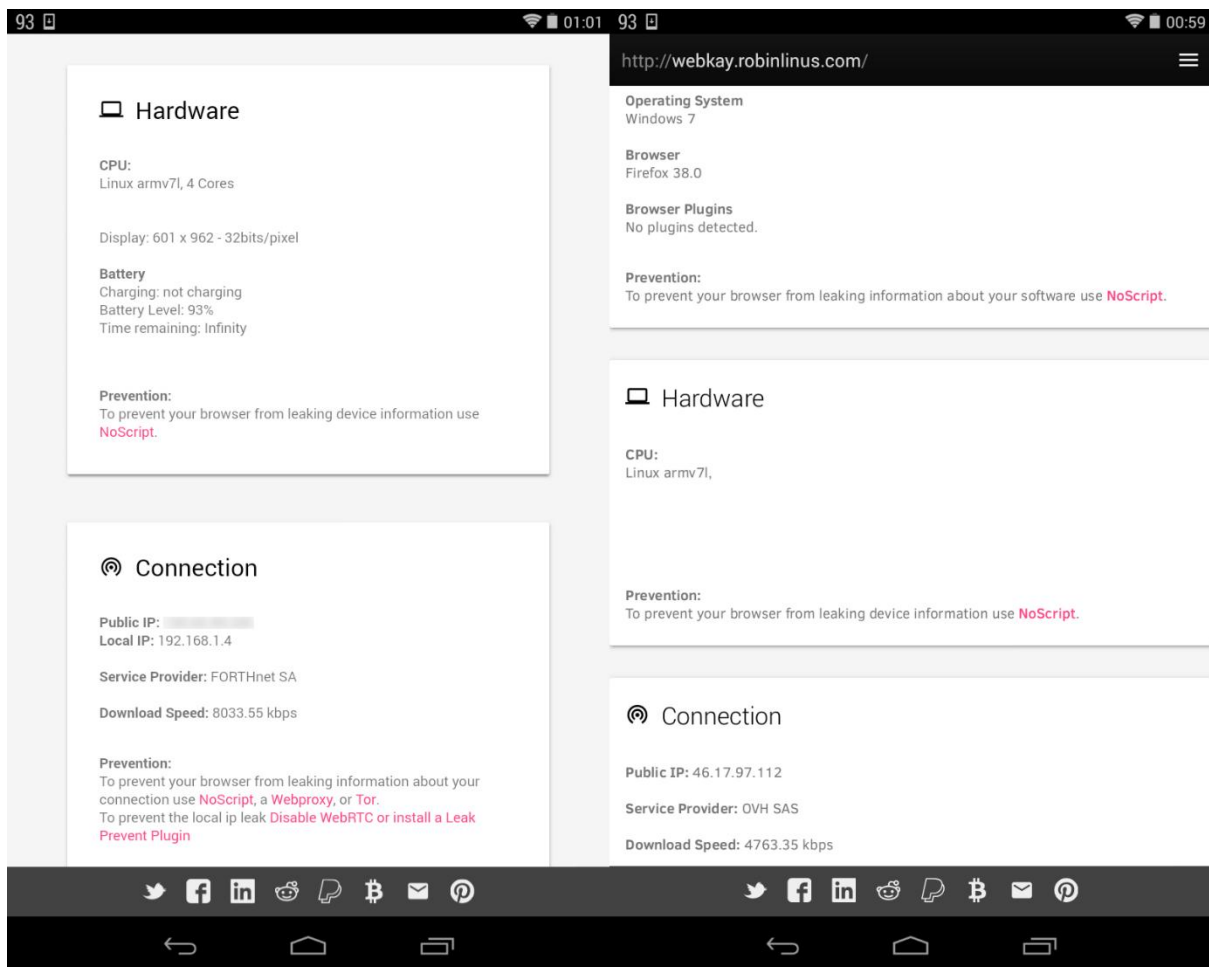 93
01:01
Hardware
CPU:
Linux armv7l, 4 Cores
Display: 601 x 962 - 32bits/pixel
Battery
Charging: not charging
Battery Level: 93%
Time remaining: Infinity
Prevention:
To prevent your browser from leaking device information use
NoScript.
Connection
Public IP:
Local IP: 192.168.1.4
Service Provider: FORTHnet SA
Download Speed: 8033.55 kbps
Prevention:
To prevent your browser from leaking information about your
connection use NoScript, a Webproxy, or Tor.
To prevent the local ip leak Disable WebRTC or install a Leak
Prevent Plugin
93
00:59
http://webkay.robinlinus.com/
Operating System
Windows 7
Browser
Firefox 38.0
Browser Plugins
No plugins detected.
Prevention:
To prevent your browser from leaking information about your software use NoScript.
Hardware
CPU:
Linux armv7l,
Prevention:
To prevent your browser from leaking device information use NoScript.
Connection
Public IP: 46.17.97.112
Service Provider: OVH SAS
Download Speed: 4763.35 kbps